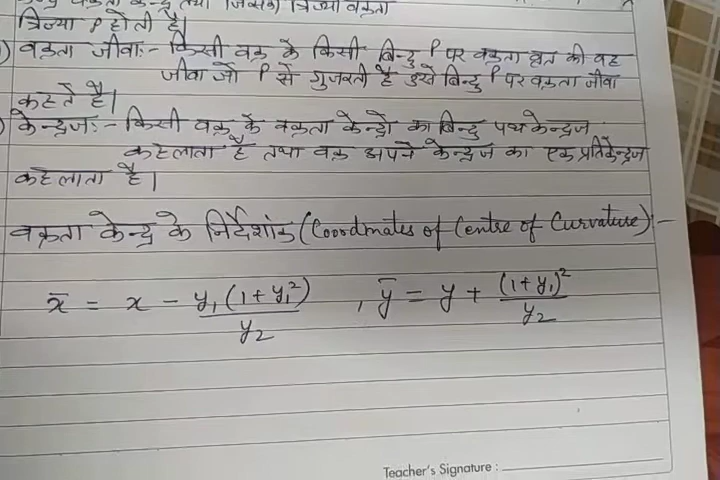 त्रिज्या वक्रता
त्रिज्या ρ होती है।
) वक्रता जीवा:- किसी वक्र के किसी बिन्दु P पर वक्रता वृत्त की वह
जीवा जो P से गुजरती है उसे बिन्दु P पर वक्रता जीवा
कहते है।
) केन्द्रज:- किसी वक्र के वक्रता केन्द्रो का बिन्दु पथ केन्द्रज
कहलाता है तथा वक्र अपने केन्द्रज का एक प्रतिकेन्द्रज
कहलाता है।
वक्रता केन्द्र के निर्देशांक (Coordinates of Centre of Curvature) :-
x̄ = x - y₁(1+y₁²)/y₂ , ȳ = y + (1+y₁)²/y₂
Teacher's Signature :